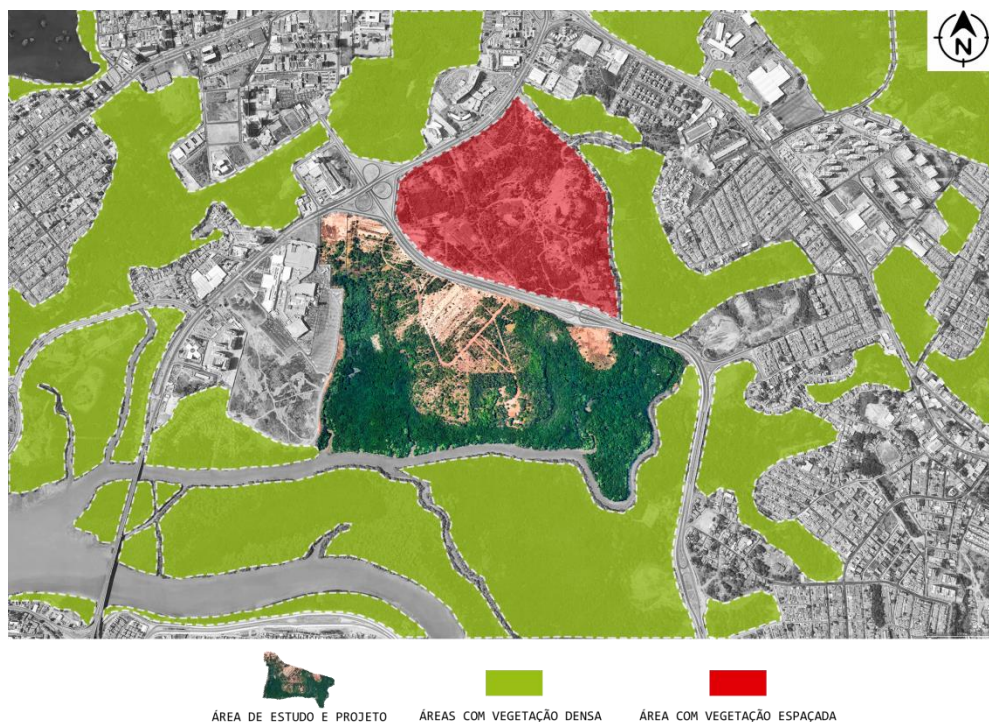 N
ÁREA DE ESTUDO E PROJETO
ÁREAS COM VEGETAÇÃO DENSA
ÁREA COM VEGETAÇÃO ESPAÇADA